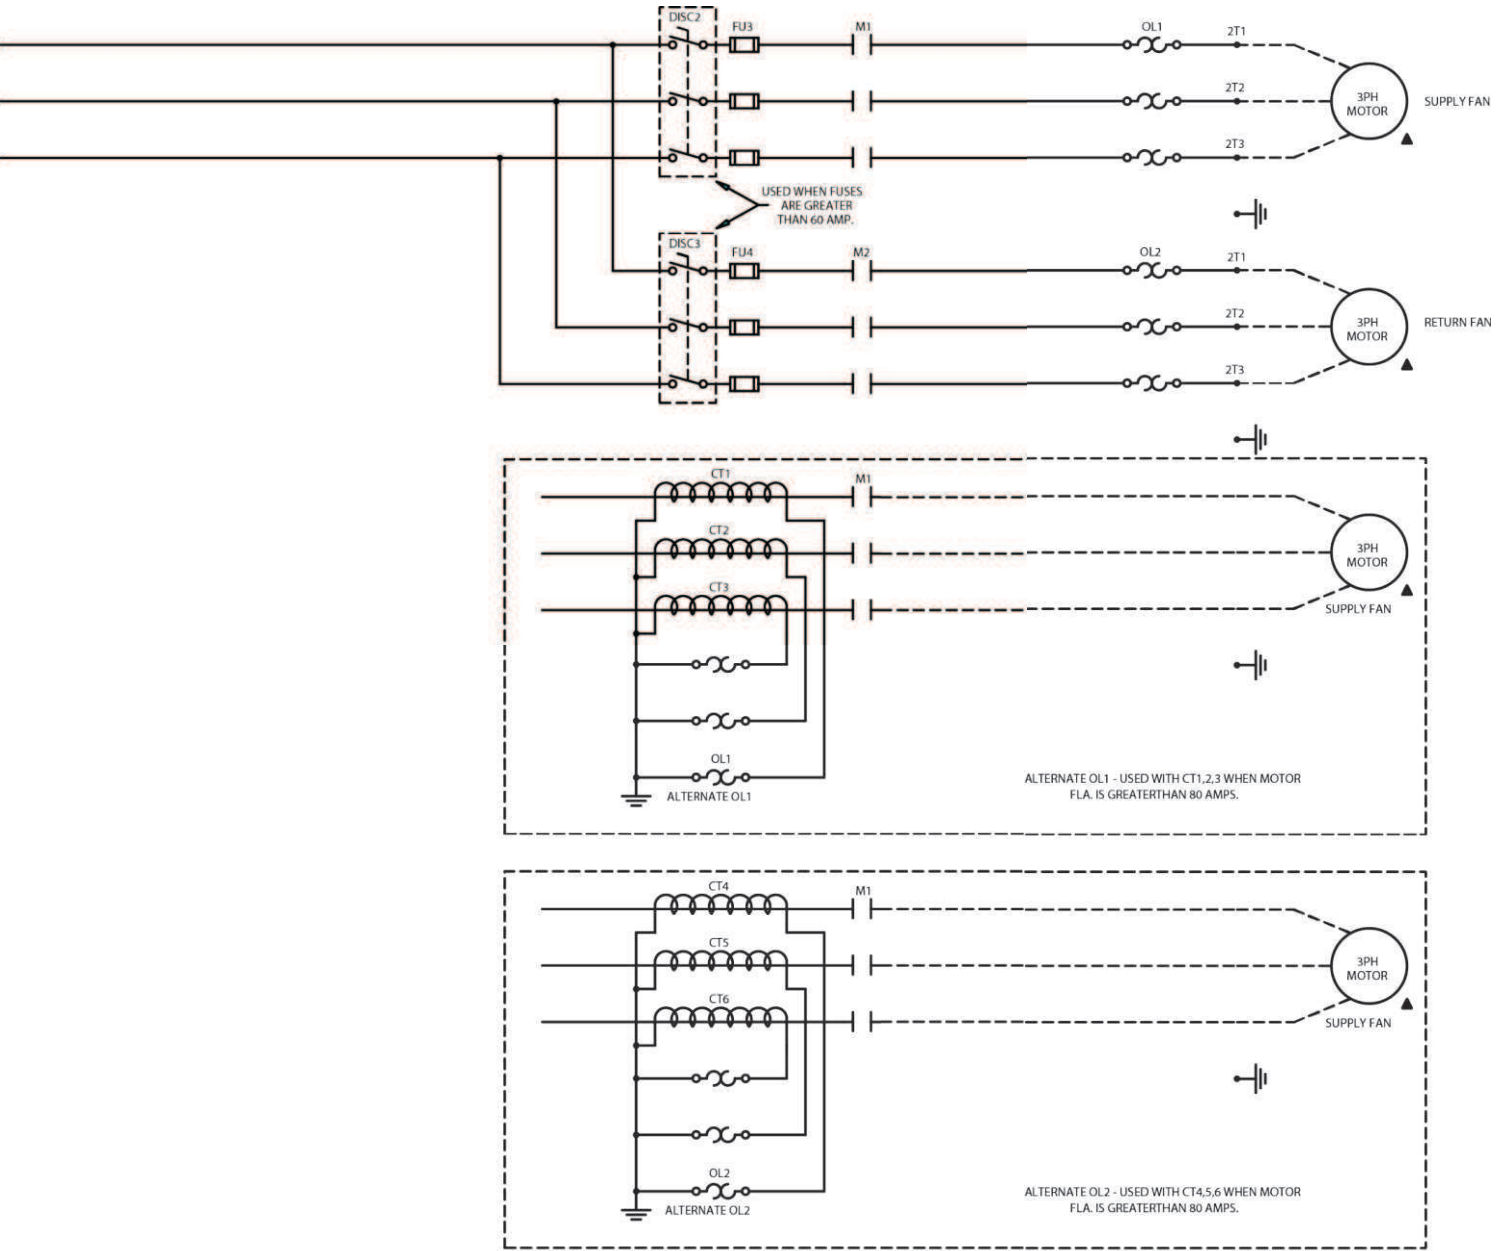 DISC2
FU3
M1
OL1
2T1
2T2
2T3
3PH
MOTOR
SUPPLY FAN
USED WHEN FUSES
ARE GREATER
THAN 60 AMP.
DISC3
FU4
M2
OL2
2T1
2T2
2T3
3PH
MOTOR
RETURN FAN
CT1
M1
CT2
CT3
3PH
MOTOR
SUPPLY FAN
OL1
ALTERNATE OL1
ALTERNATE OL1 - USED WITH CT1,2,3 WHEN MOTOR
FLA. IS GREATERTHAN 80 AMPS.
CT4
M1
CT5
CT6
3PH
MOTOR
SUPPLY FAN
OL2
ALTERNATE OL2
ALTERNATE OL2 - USED WITH CT4,5,6 WHEN MOTOR
FLA. IS GREATERTHAN 80 AMPS.